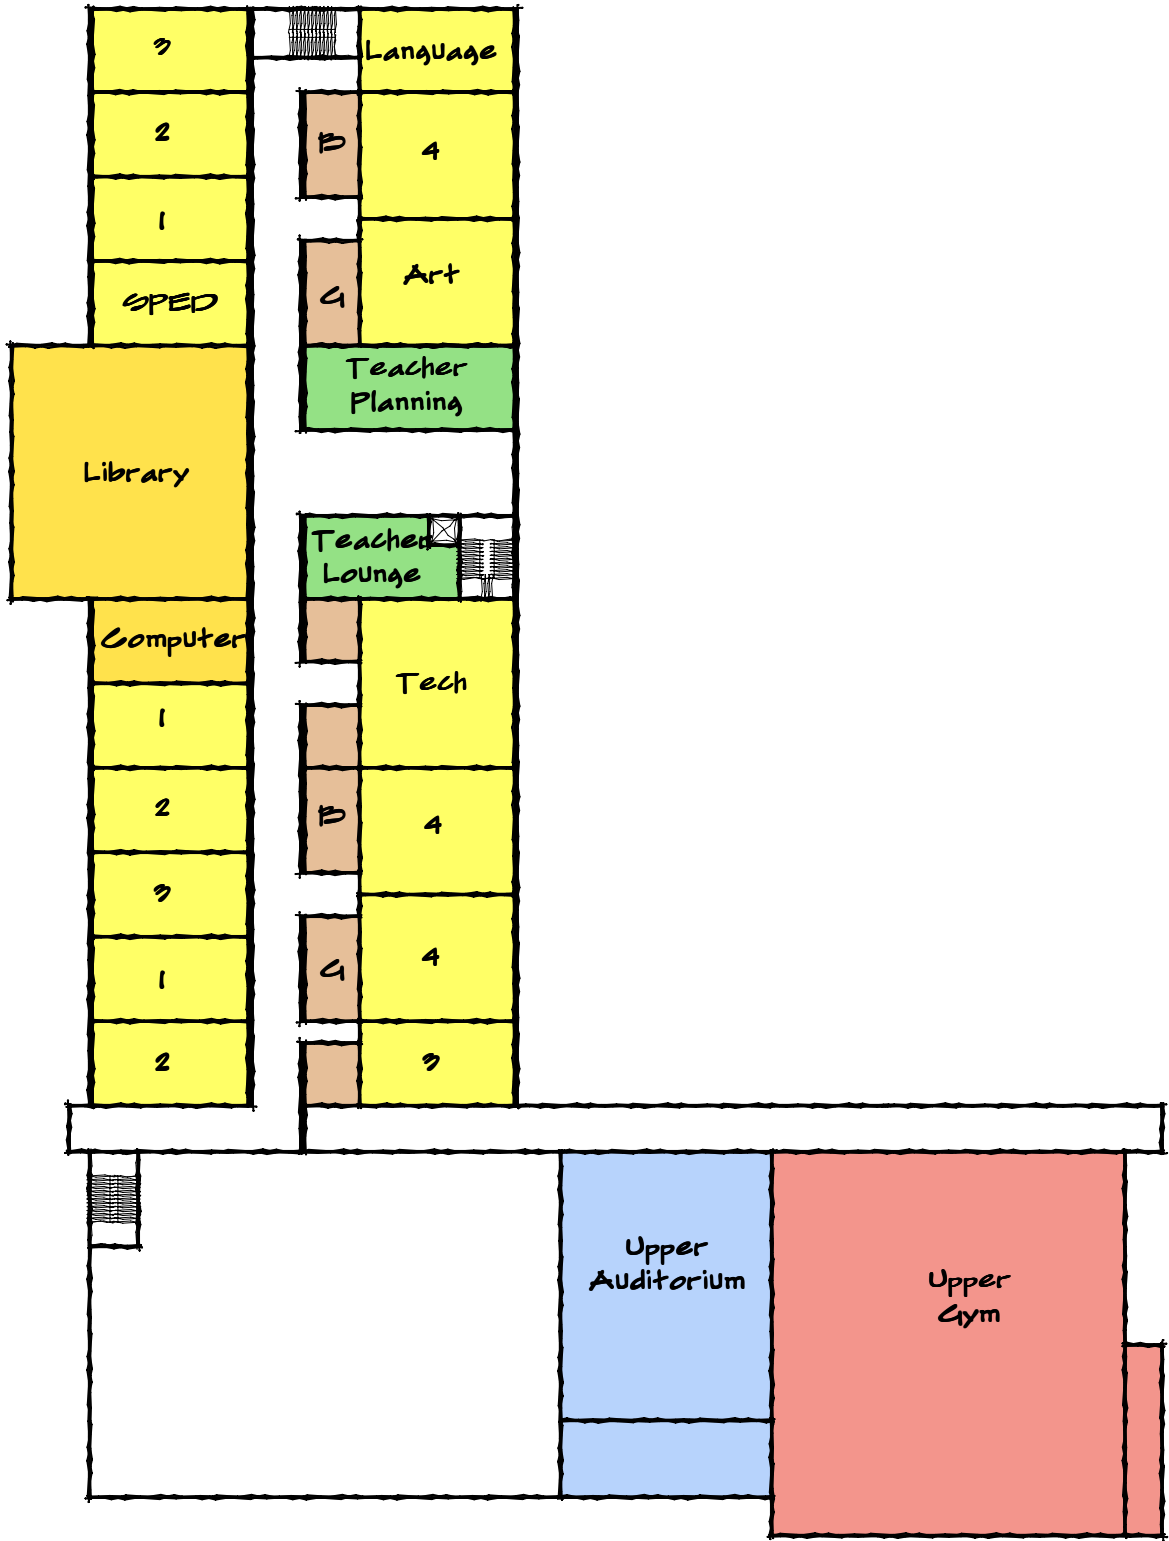 3
Language
2
B
4
1
Art
SPED
G
Teacher
Planning
Library
Teacher
Lounge
Computer
Tech
1
2
B
4
3
4
1
G
2
3
Upper
Auditorium
Upper
Gym